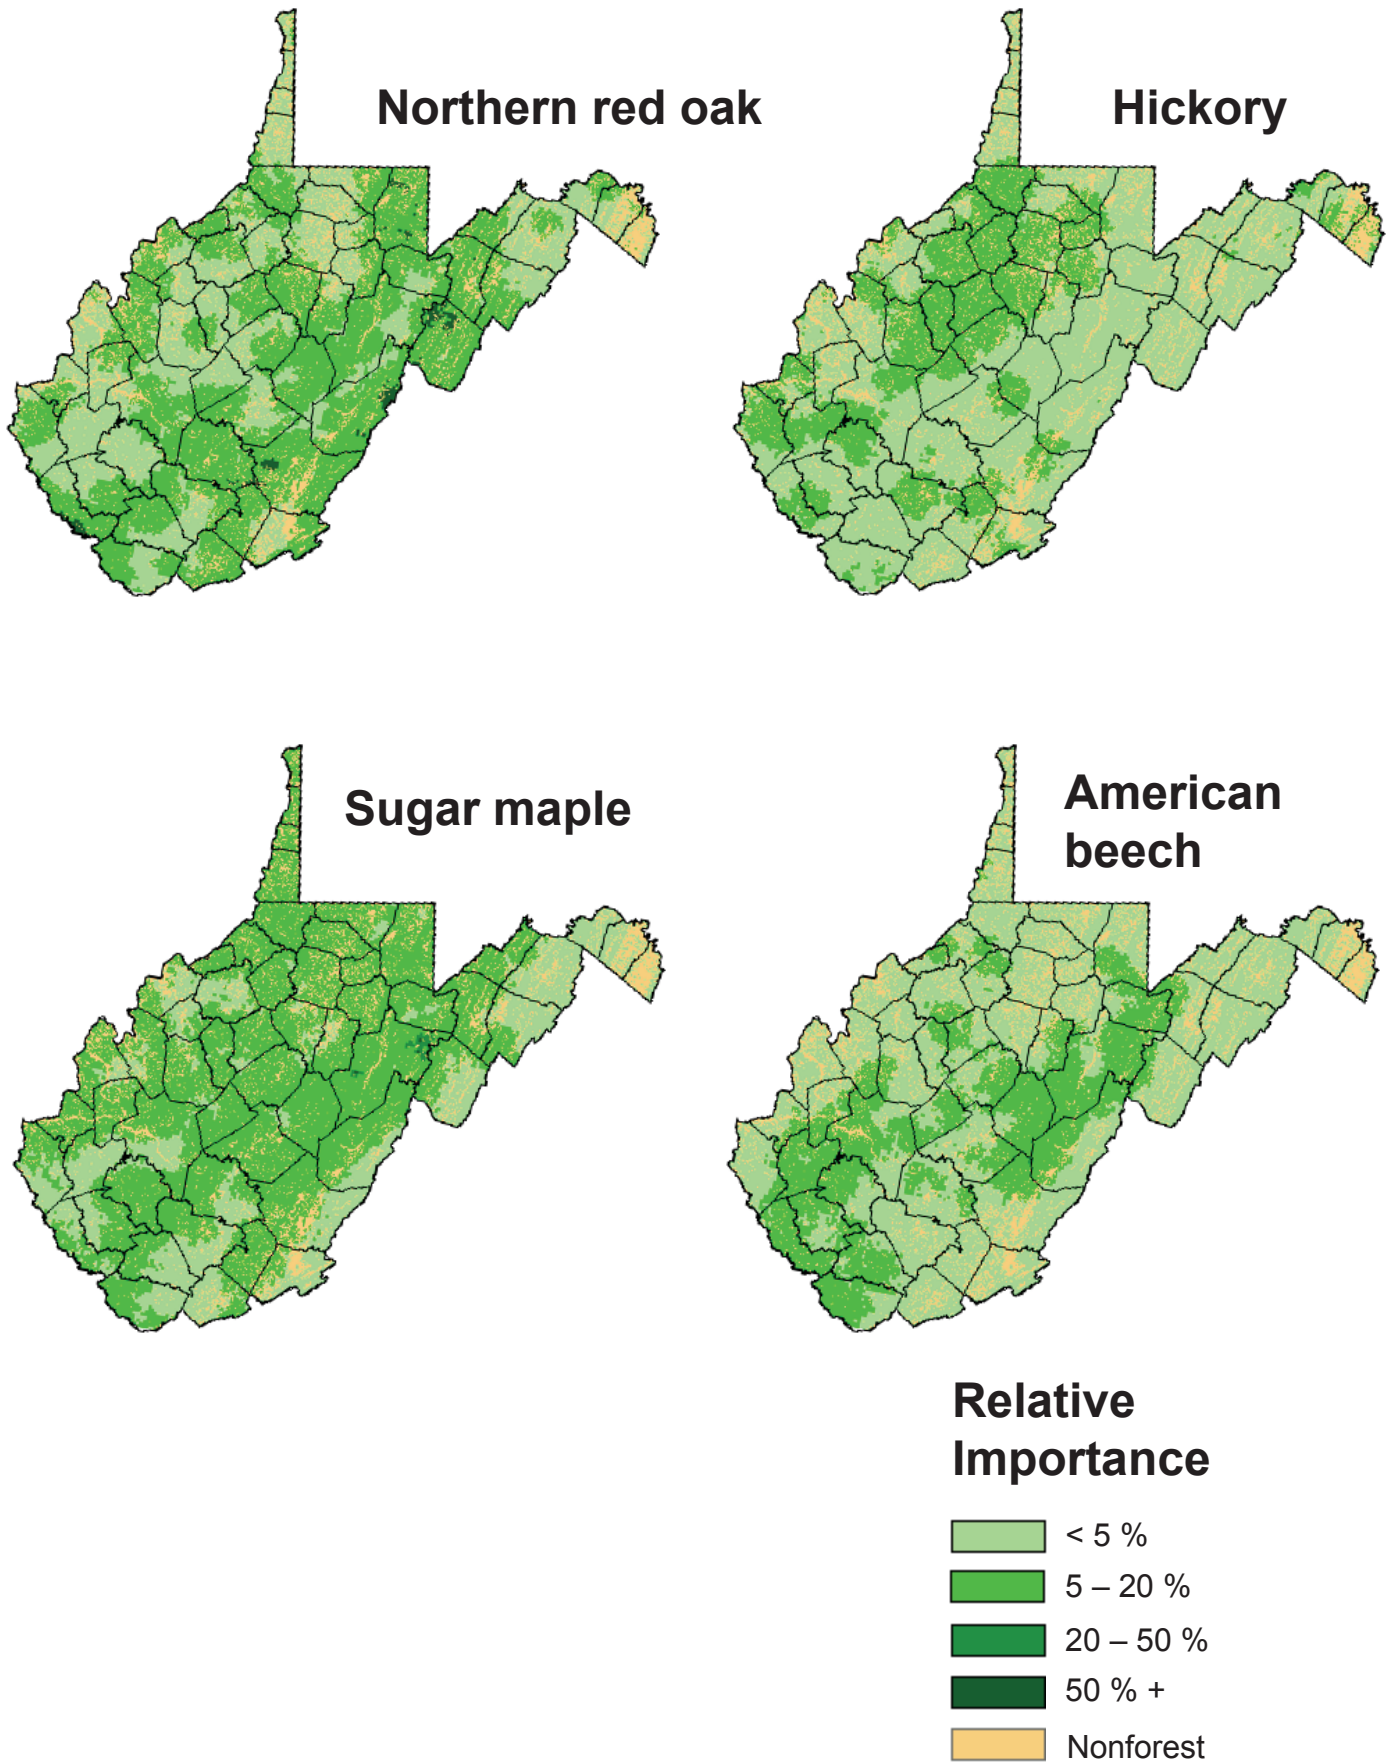 Northern red oak
Hickory
Sugar maple
American
beech
Relative
Importance
< 5 %
5 – 20 %
20 – 50 %
50 % +
Nonforest